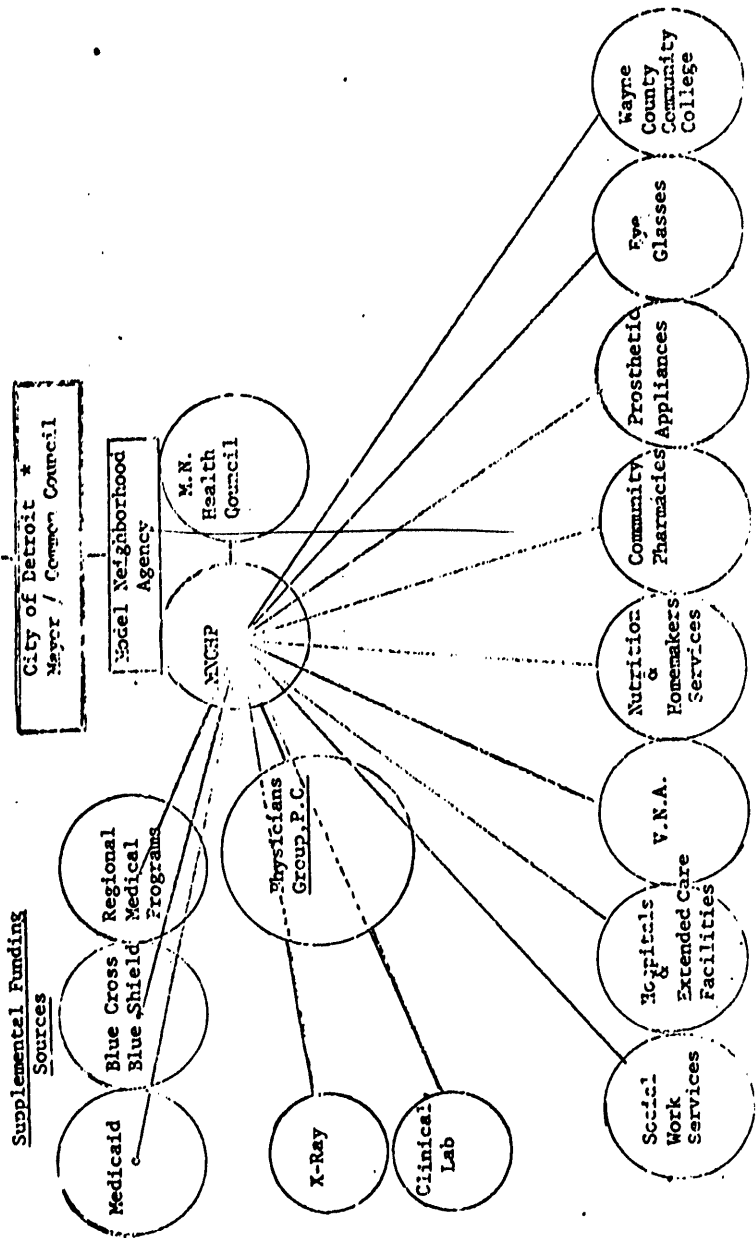 City of Detroit *
Mayor / Common Council
Model Neighborhood
Agency
M.N.
Health
Council
MNCHP
Supplemental Funding
Sources
Medicaid
Blue Cross
Blue Shield
Regional
Medical
Programs
Physicians
Group, P.C.
X-Ray
Clinical
Lab
Social
Work
Services
Hospitals
&
Extended Care
Facilities
V.N.A.
Nutrition
&
Homemakers
Services
Community
Pharmacies
Prosthetic
Appliances
Eye
Glasses
Wayne
County
Community
College